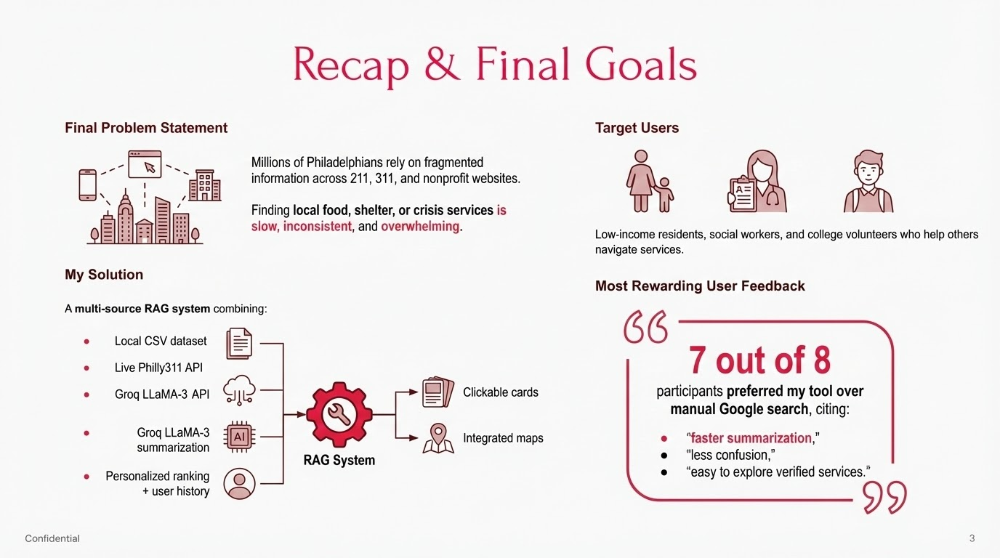 Recap & Final Goals
Final Problem Statement
Millions of Philadelphians rely on fragmented
information across 211, 311, and nonprofit websites.
Finding local food, shelter, or crisis services is
slow, inconsistent, and overwhelming.
My Solution
A multi-source RAG system combining:
• Local CSV dataset
• Live Philly311 API
• Groq LLaMA-3 API
• Groq LLaMA-3
summarization
• Personalized ranking
+ user history
AI
RAG System
Clickable cards
Integrated maps
Target Users
A
Low-income residents, social workers, and college volunteers who help others
navigate services.
Most Rewarding User Feedback
“
7 out of 8
participants preferred my tool over
manual Google search, citing:
• “faster summarization,”
• “less confusion,”
• “easy to explore verified services.”
”
Confidential
3